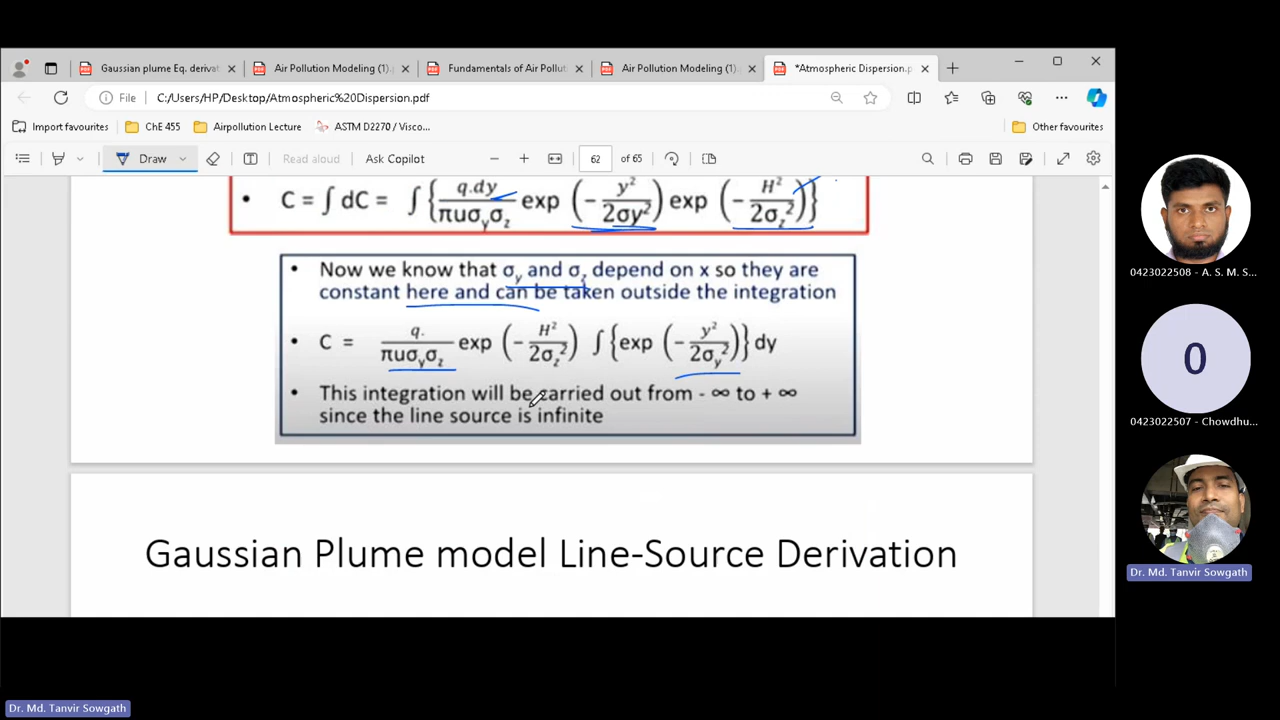 Gaussian plume Eq. derivat
Air Pollution Modeling (1).
Fundamentals of Air Pollut
Air Pollution Modeling (1)
*Atmospheric Dispersion.p
File
C:/Users/HP/Desktop/Atmospheric%20Dispersion.pdf
Import favourites
ChE 455
Airpollution Lecture
ASTM D2270 / Visco...
Other favourites
Draw
Read aloud
Ask Copilot
62
of 65
• C = ∫ dC = ∫ {q.dy/πuσyσz exp (− y²/2σy²) exp (− H²/2σz²)}
• Now we know that σy and σz depend on x so they are
constant here and can be taken outside the integration
• C = q./πuσyσz exp (− H²/2σz²) ∫ {exp (− y²/2σy²)} dy
• This integration will be carried out from - ∞ to + ∞
since the line source is infinite
Gaussian Plume model Line-Source Derivation
0423022508 - A. S. M. S...
O
0423022507 - Chowdhu...
Dr. Md. Tanvir Sowgath
Dr. Md. Tanvir Sowgath